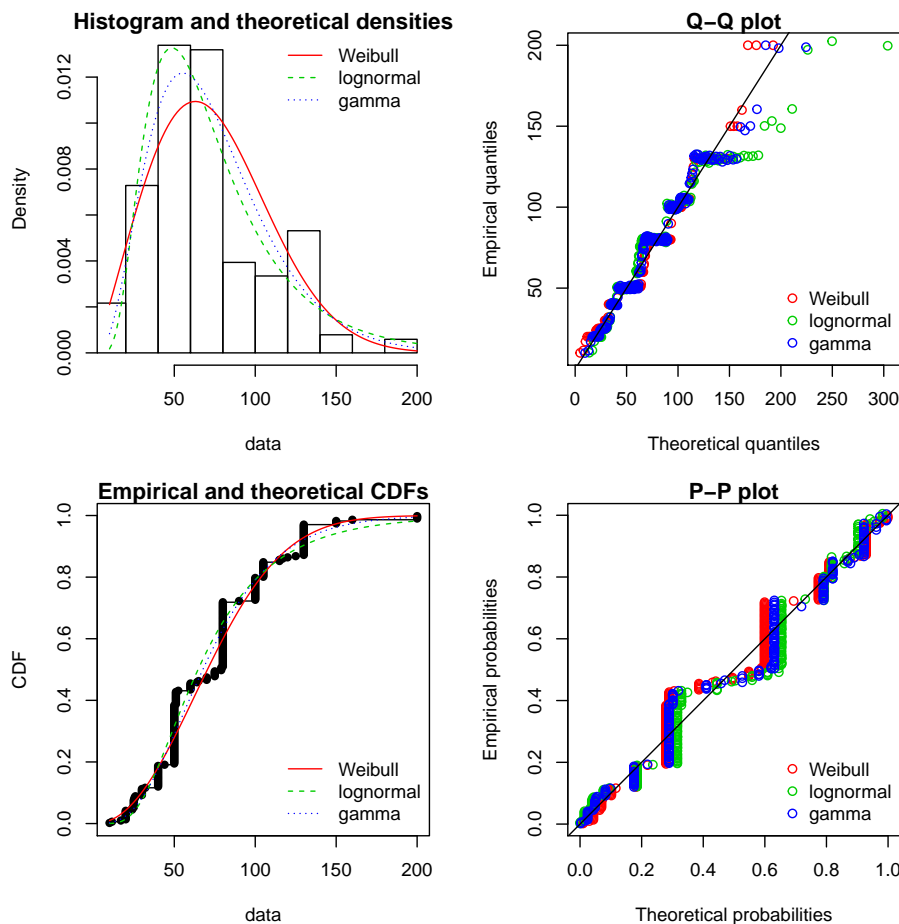 Histogram and theoretical densities
Density
0.000
0.004
0.008
0.012
50
100
150
200
data
Weibull
lognormal
gamma
Q−Q plot
Empirical quantiles
50
100
150
200
0
50
100
150
200
250
300
Theoretical quantiles
Weibull
lognormal
gamma
Empirical and theoretical CDFs
CDF
0.0
0.2
0.4
0.6
0.8
1.0
50
100
150
200
data
Weibull
lognormal
gamma
P−P plot
Empirical probabilities
0.0
0.2
0.4
0.6
0.8
1.0
0.0
0.2
0.4
0.6
0.8
1.0
Theoretical probabilities
Weibull
lognormal
gamma